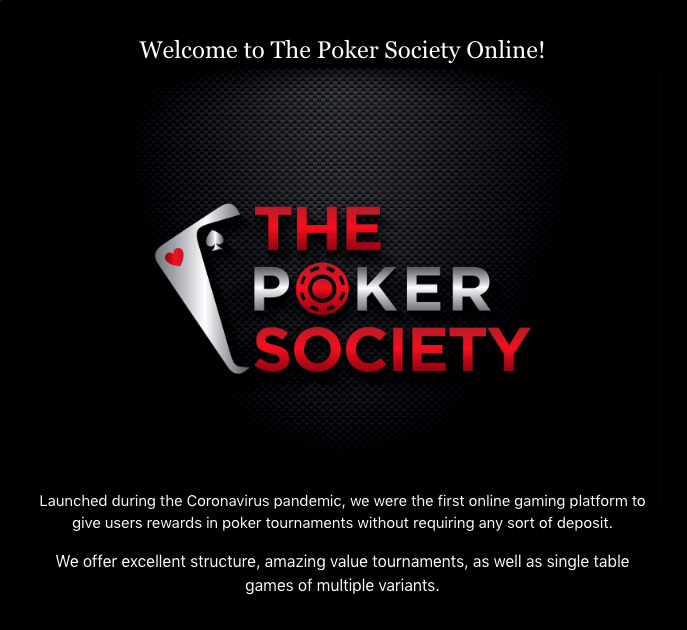 Welcome to The Poker Society Online!
THE
POKER
SOCIETY
Launched during the Coronavirus pandemic, we were the first online gaming platform to
give users rewards in poker tournaments without requiring any sort of deposit.
We offer excellent structure, amazing value tournaments, as well as single table
games of multiple variants.